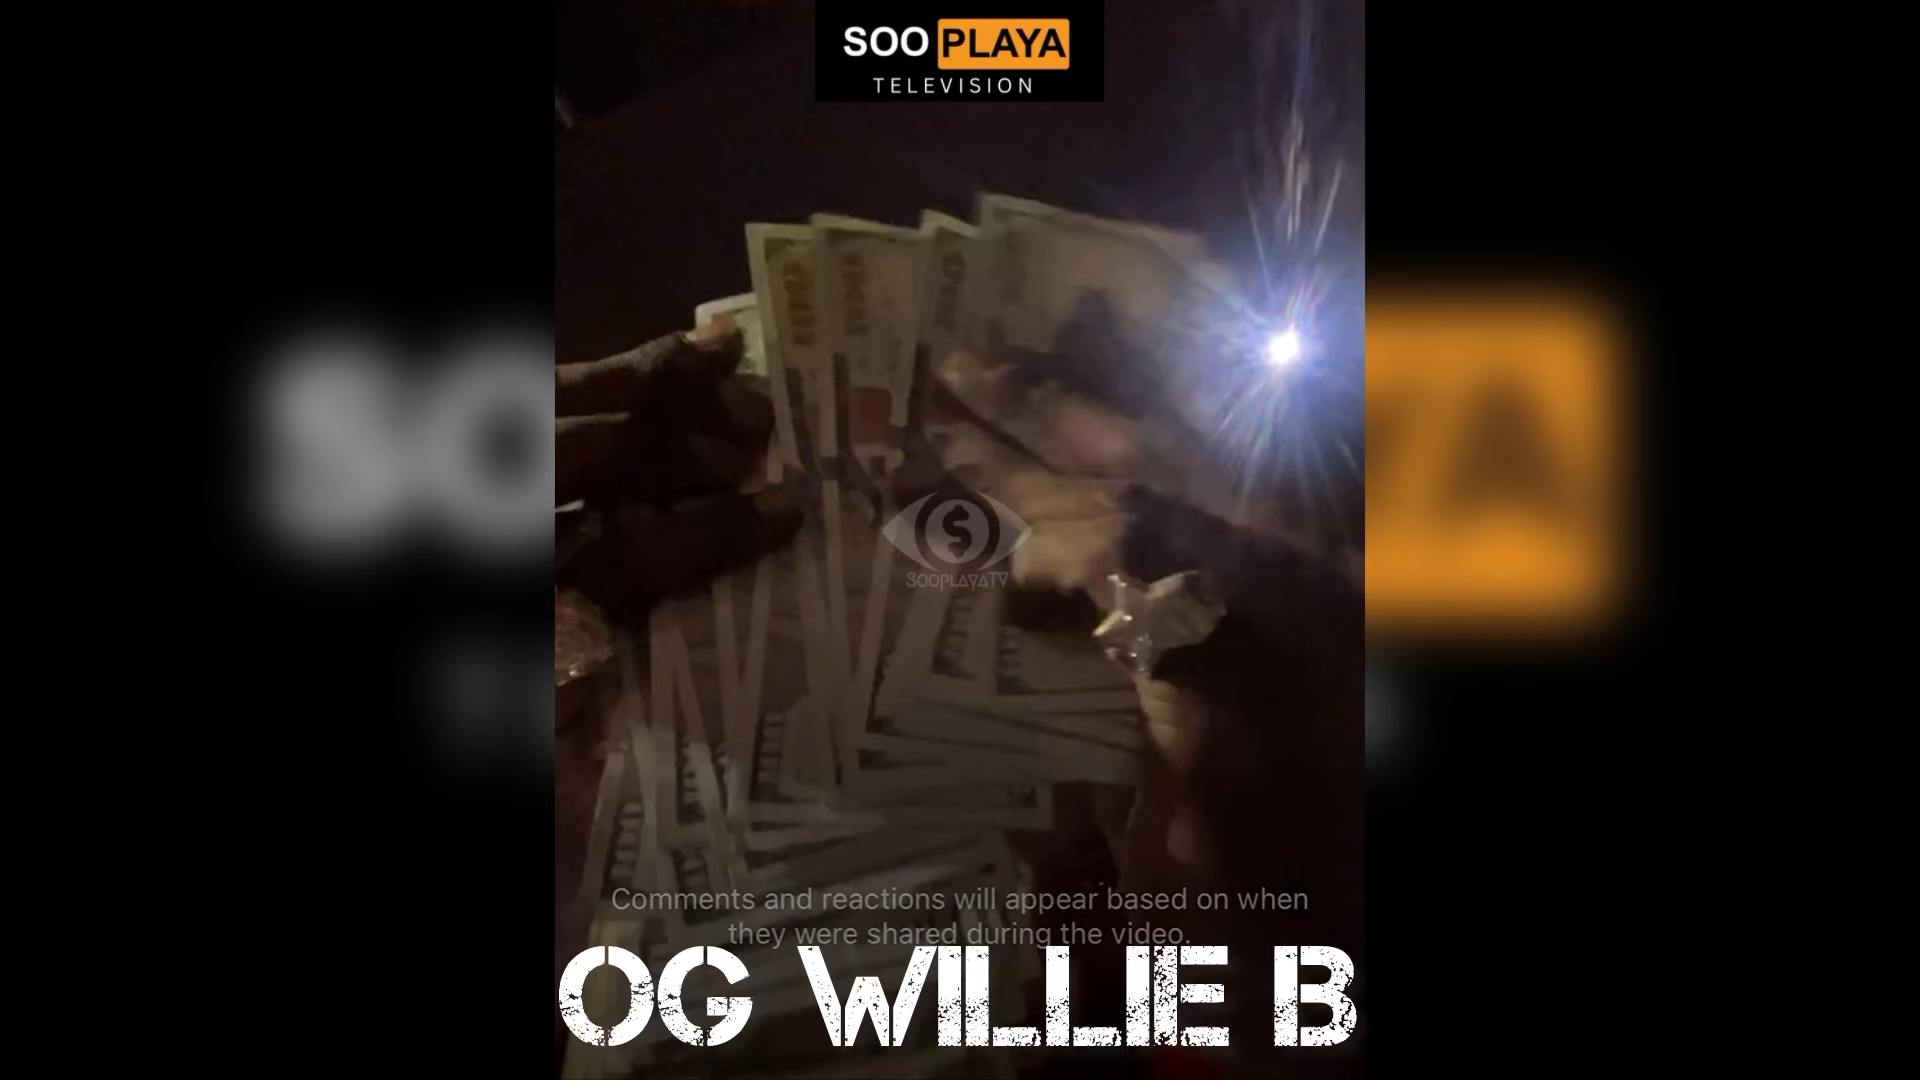 SOO PLAYA
TELEVISION
SOOPLAYATV
Comments and reactions will appear based on when
they were shared during the video.
OG WILLIE B